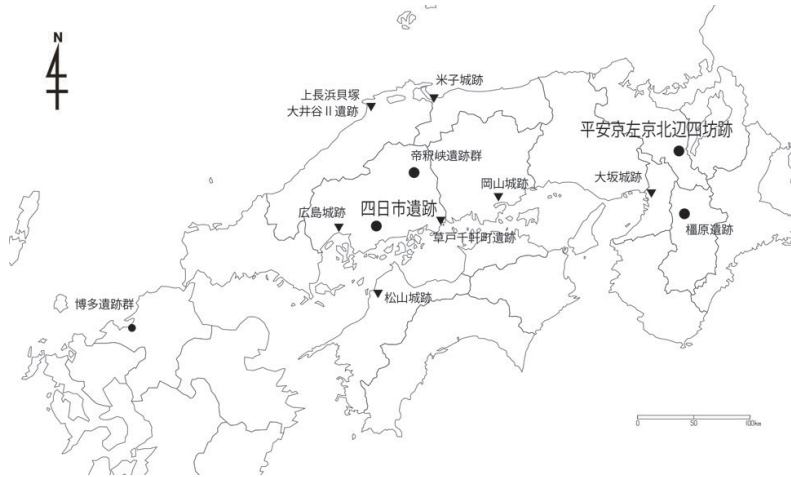 N
米子城跡
上長浜貝塚
大井谷Ⅱ遺跡
平安京左京北辺四坊跡
帝釈峡遺跡群
大坂城跡
岡山城跡
広島城跡
四日市遺跡
橿原遺跡
草戸千軒町遺跡
松山城跡
博多遺跡群
0 50 100km